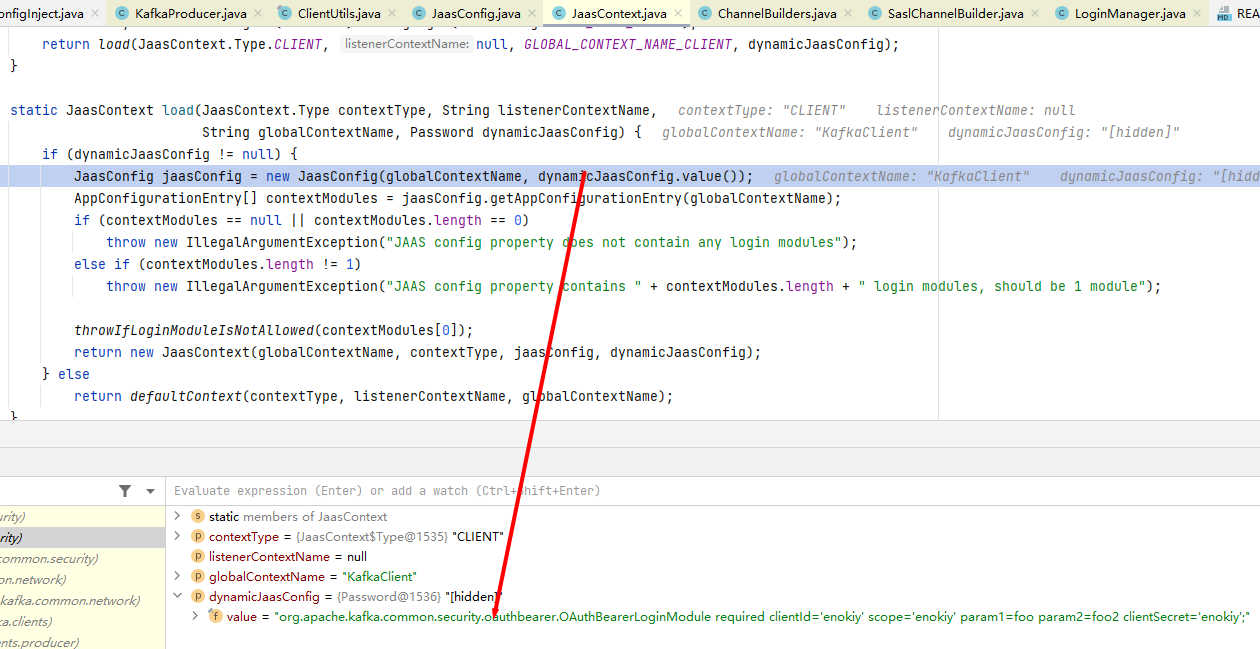 onfigInject.java KafkaProducer.java ClientUtils.java JaasConfig.java JaasContext.java ChannelBuilders.java SaslChannelBuilder.java LoginManager.java REA
return load(JaasContext.Type.CLIENT, listenerContextName: null, GLOBAL_CONTEXT_NAME_CLIENT, dynamicJaasConfig);
}
static JaasContext load(JaasContext.Type contextType, String listenerContextName, contextType: "CLIENT" listenerContextName: null
String globalContextName, Password dynamicJaasConfig) { globalContextName: "KafkaClient" dynamicJaasConfig: "[hidden]"
if (dynamicJaasConfig != null) {
JaasConfig jaasConfig = new JaasConfig(globalContextName, dynamicJaasConfig.value()); globalContextName: "KafkaClient" dynamicJaasConfig: "[hidd
AppConfigurationEntry[] contextModules = jaasConfig.getAppConfigurationEntry(globalContextName);
if (contextModules == null || contextModules.length == 0)
throw new IllegalArgumentException("JAAS config property does not contain any login modules");
else if (contextModules.length != 1)
throw new IllegalArgumentException("JAAS config property contains " + contextModules.length + " login modules, should be 1 module");
throwIfLoginModuleIsNotAllowed(contextModules[0]);
return new JaasContext(globalContextName, contextType, jaasConfig, dynamicJaasConfig);
} else
return defaultContext(contextType, listenerContextName, globalContextName);
}
Evaluate expression (Enter) or add a watch (Ctrl+Shift+Enter)
urity)
static members of JaasContext
rity)
contextType = {JaasContext$Type@1535} "CLIENT"
common.security)
listenerContextName = null
on.network)
globalContextName = "KafkaClient"
kafka.common.network)
dynamicJaasConfig = {Password@1536} "[hidden]"
ka.clients)
value = "org.apache.kafka.common.security.oauthbearer.OAuthBearerLoginModule required clientId='enokiy' scope='enokiy' param1=foo param2=foo2 clientSecret='enokiy';"
nts.producer)